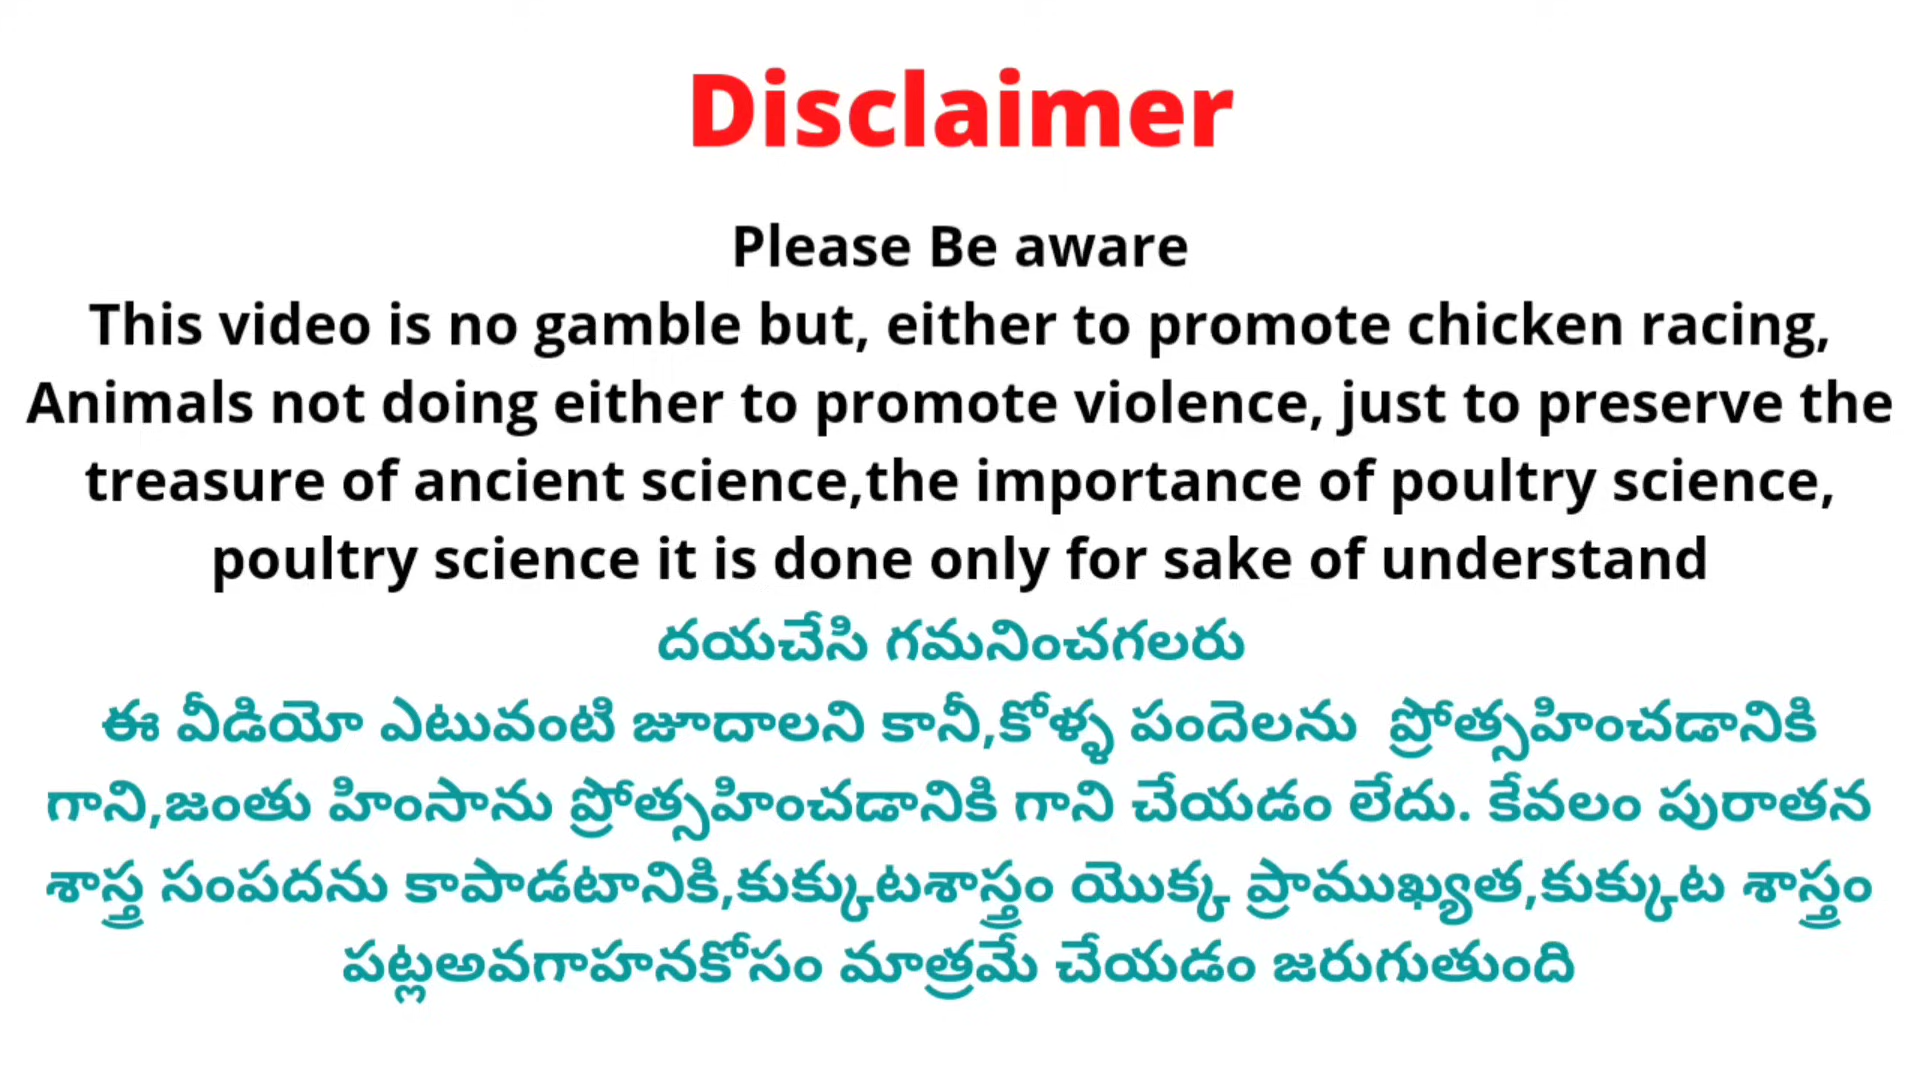 Disclaimer
Please Be aware
This video is no gamble but, either to promote chicken racing,
Animals not doing either to promote violence, just to preserve the
treasure of ancient science,the importance of poultry science,
poultry science it is done only for sake of understand
దయచేసి గమనించగలరు
ఈ వీడియో ఎటువంటి జూదాలని కానీ,కోళ్ళ పందెలను ప్రోత్సహించడానికి
గాని,జంతు హింసాను ప్రోత్సహించడానికి గాని చేయడం లేదు. కేవలం పురాతన
శాస్త్ర సంపదను కాపాడటానికి,కుక్కుటశాస్త్రం యొక్క ప్రాముఖ్యత,కుక్కుట శాస్త్రం
పట్లఅవగాహనకోసం మాత్రమే చేయడం జరుగుతుంది